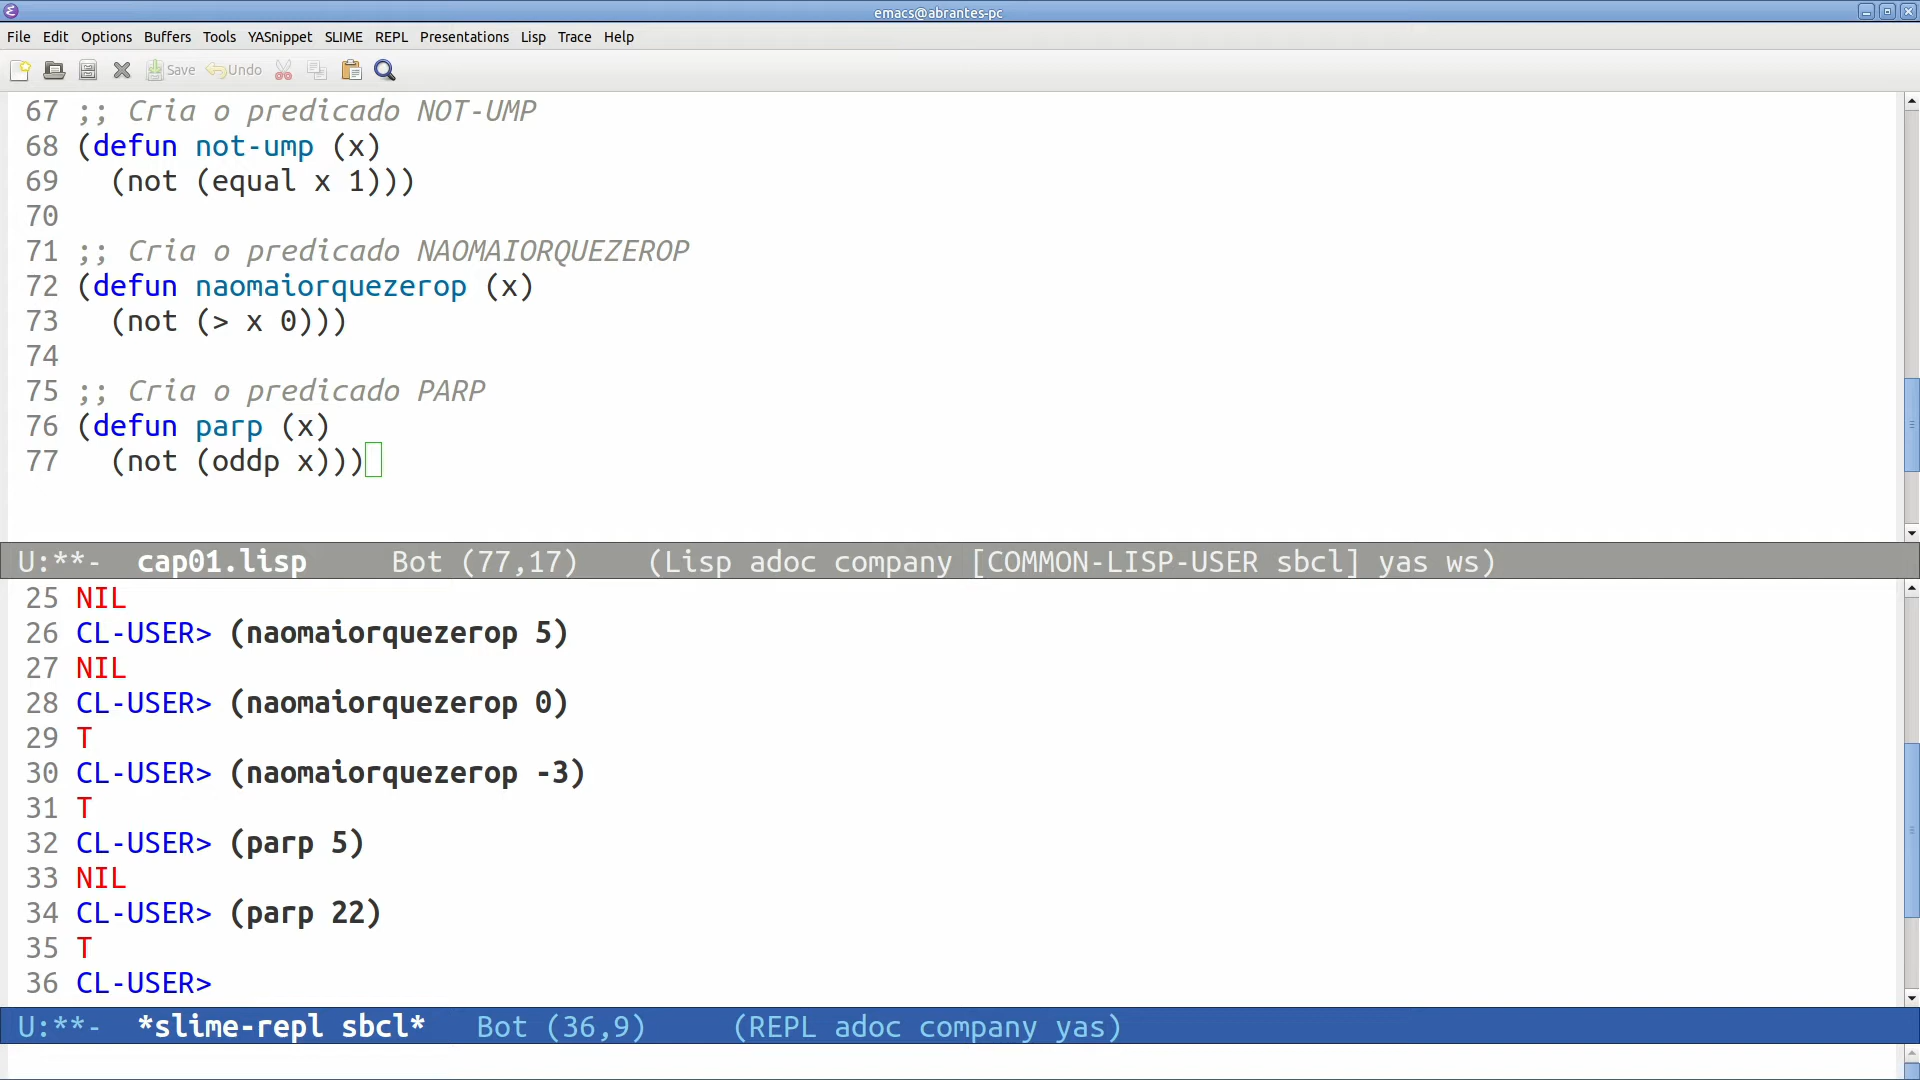 emacs@abrantes-pc
File Edit Options Buffers Tools YASnippet SLIME REPL Presentations Lisp Trace Help
Save Undo
67 ;; Cria o predicado NOT-UMP
68 (defun not-ump (x)
69 (not (equal x 1)))
70
71 ;; Cria o predicado NAOMAIORQUEZEROP
72 (defun naomaiorquezerop (x)
73 (not (> x 0)))
74
75 ;; Cria o predicado PARP
76 (defun parp (x)
77 (not (oddp x)))
U:**- cap01.lisp Bot (77,17) (Lisp adoc company [COMMON-LISP-USER sbcl] yas ws)
25 NIL
26 CL-USER> (naomaiorquezerop 5)
27 NIL
28 CL-USER> (naomaiorquezerop 0)
29 T
30 CL-USER> (naomaiorquezerop -3)
31 T
32 CL-USER> (parp 5)
33 NIL
34 CL-USER> (parp 22)
35 T
36 CL-USER>
U:**- *slime-repl sbcl* Bot (36,9) (REPL adoc company yas)